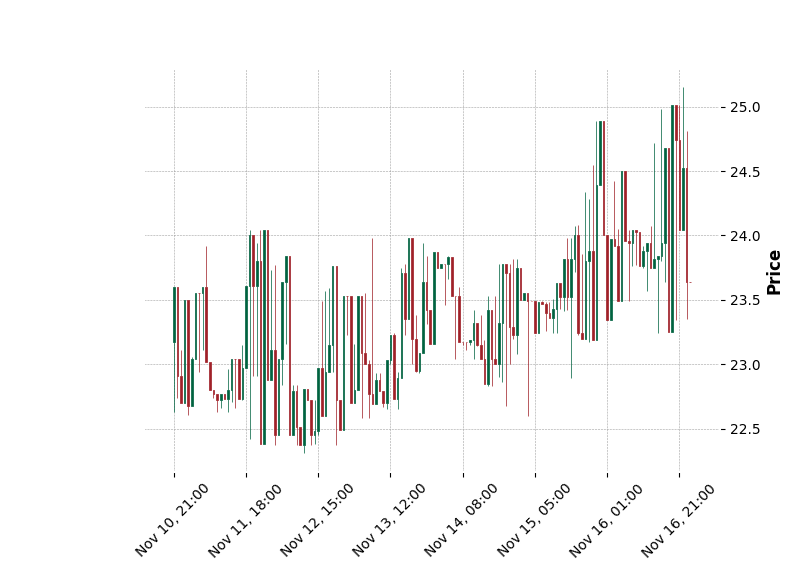 25.0
24.5
24.0
23.5
23.0
22.5
Price
Nov 10, 21:00
Nov 11, 18:00
Nov 12, 15:00
Nov 13, 12:00
Nov 14, 08:00
Nov 15, 05:00
Nov 16, 01:00
Nov 16, 21:00